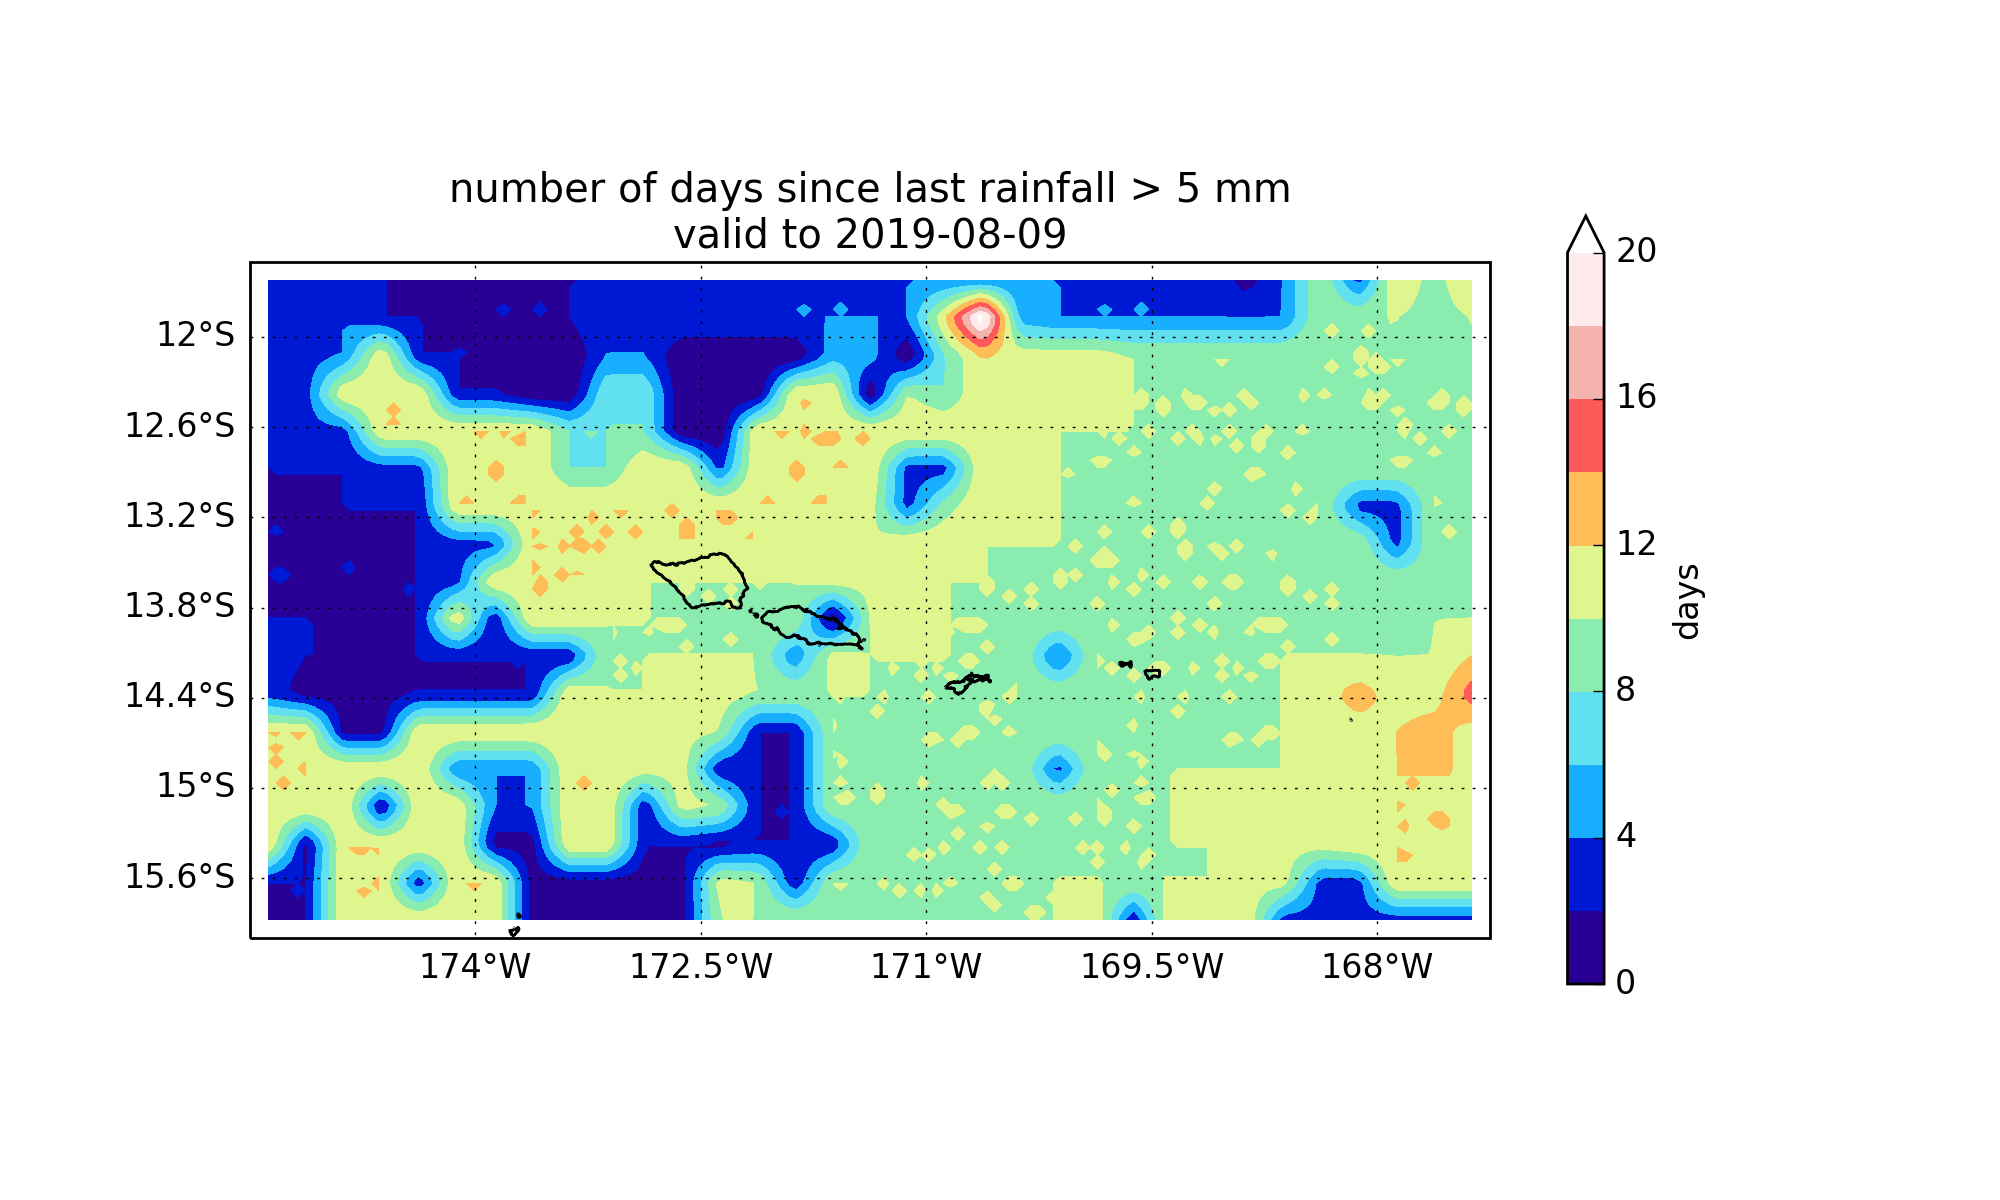 number of days since last rainfall > 5 mm
valid to 2019-08-09
12°S
12.6°S
13.2°S
13.8°S
14.4°S
15°S
15.6°S
174°W
172.5°W
171°W
169.5°W
168°W
20
16
12
8
4
0
days